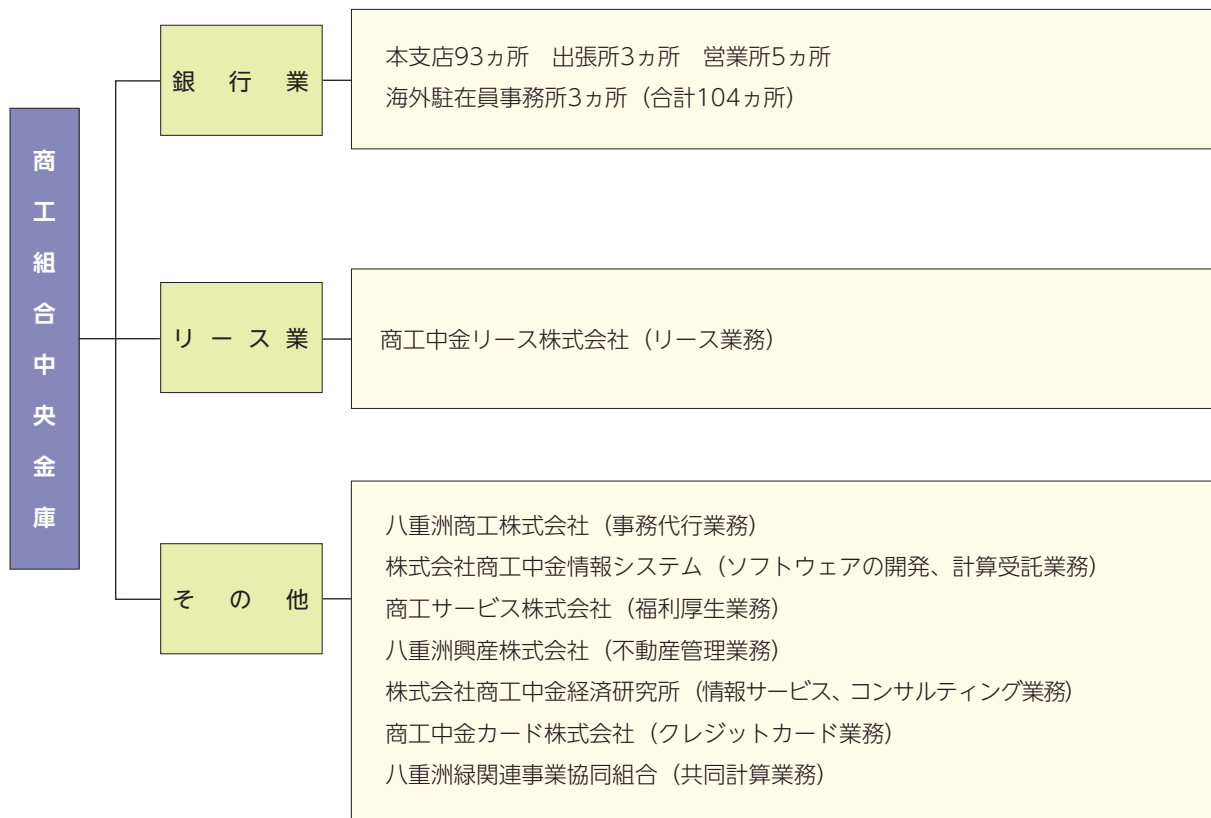 商工組合中央金庫
銀行業
本支店93ヵ所 出張所3ヵ所 営業所5ヵ所
海外駐在員事務所3ヵ所（合計104ヵ所）
リース業
商工中金リース株式会社（リース業務）
その他
八重洲商工株式会社（事務代行業務）
株式会社商工中金情報システム（ソフトウェアの開発、計算受託業務）
商工サービス株式会社（福利厚生業務）
八重洲興産株式会社（不動産管理業務）
株式会社商工中金経済研究所（情報サービス、コンサルティング業務）
商工中金カード株式会社（クレジットカード業務）
八重洲緑関連事業協同組合（共同計算業務）